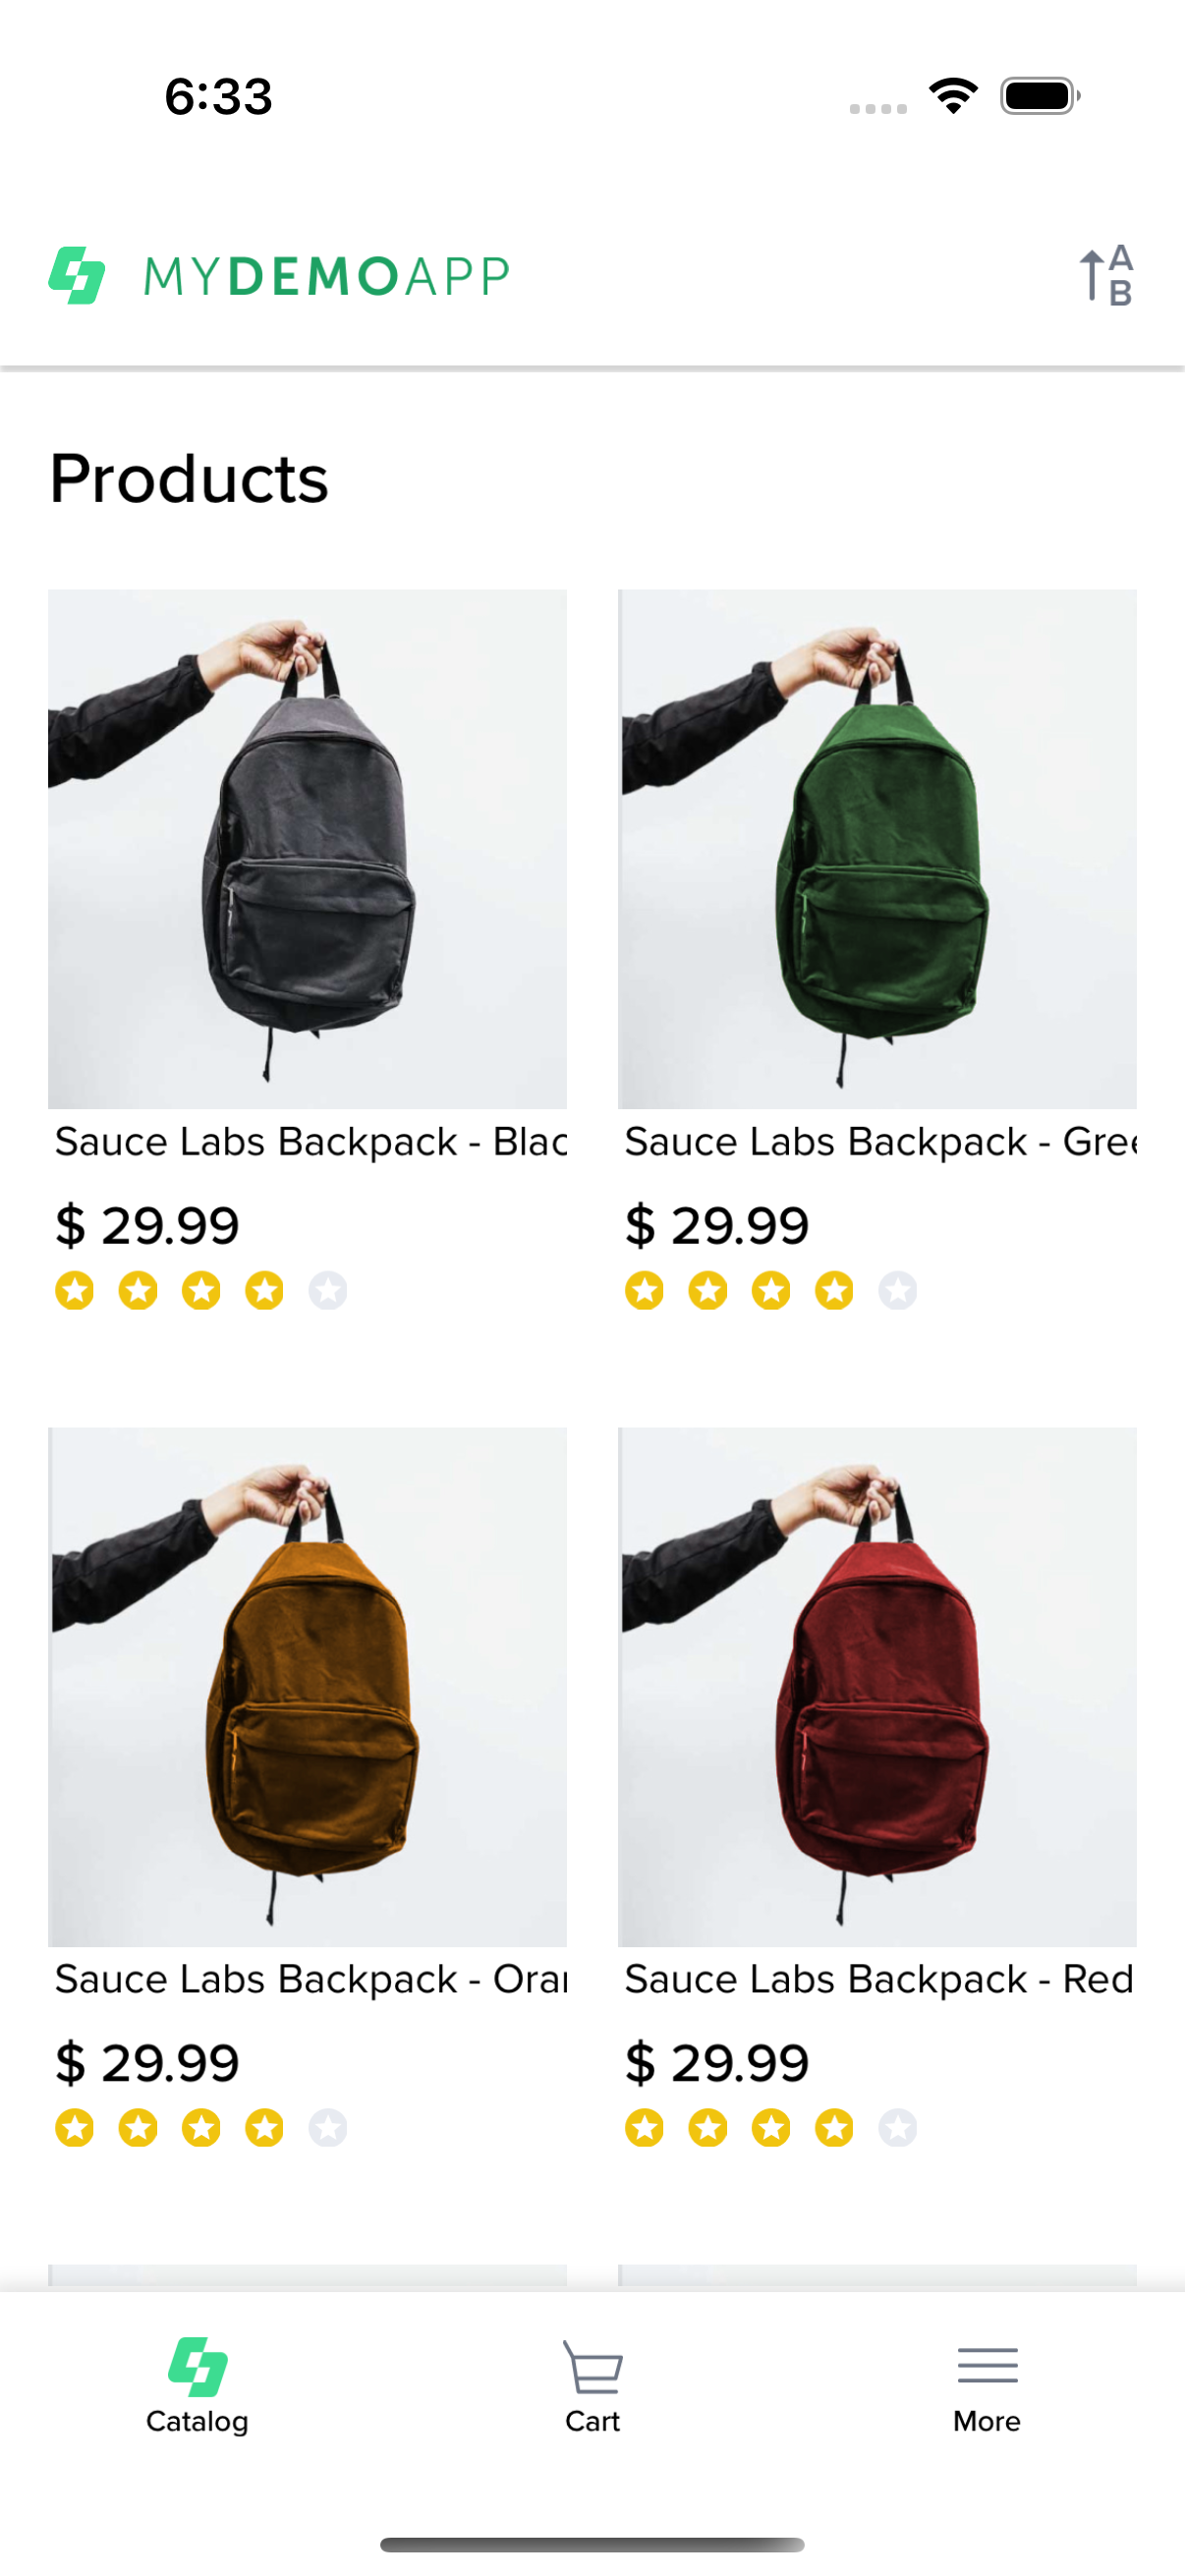 6:33
MYDEMOAPP
A
B
Products
Sauce Labs Backpack - Blac
Sauce Labs Backpack - Gree
$ 29.99
$ 29.99
Sauce Labs Backpack - Oran
Sauce Labs Backpack - Red
$ 29.99
$ 29.99
Catalog
Cart
More